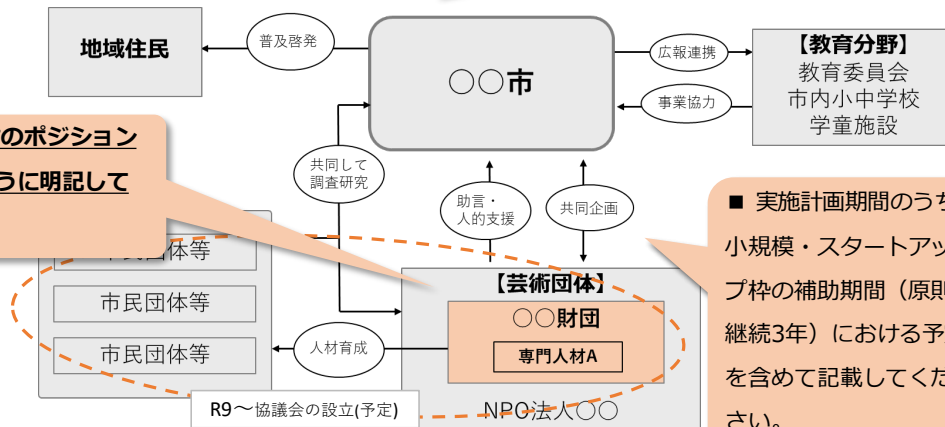 地域住民
普及啓発
○○市
広報連携
事業協力
【教育分野】
教育委員会
市内小中学校
学童施設
のポジション
うに明記して
共同して
調査研究
助言・
人的支援
共同企画
■ 実施計画期間のうち
小規模・スタートアッ
プ枠の補助期間(原則
継続3年)における予
を含めて記載してくだ
さい。
市民団体等
市民団体等
市民団体等
人材育成
【芸術団体】
○○財団
専門人材A
NPO法人○○
R9～協議会の設立(予定)